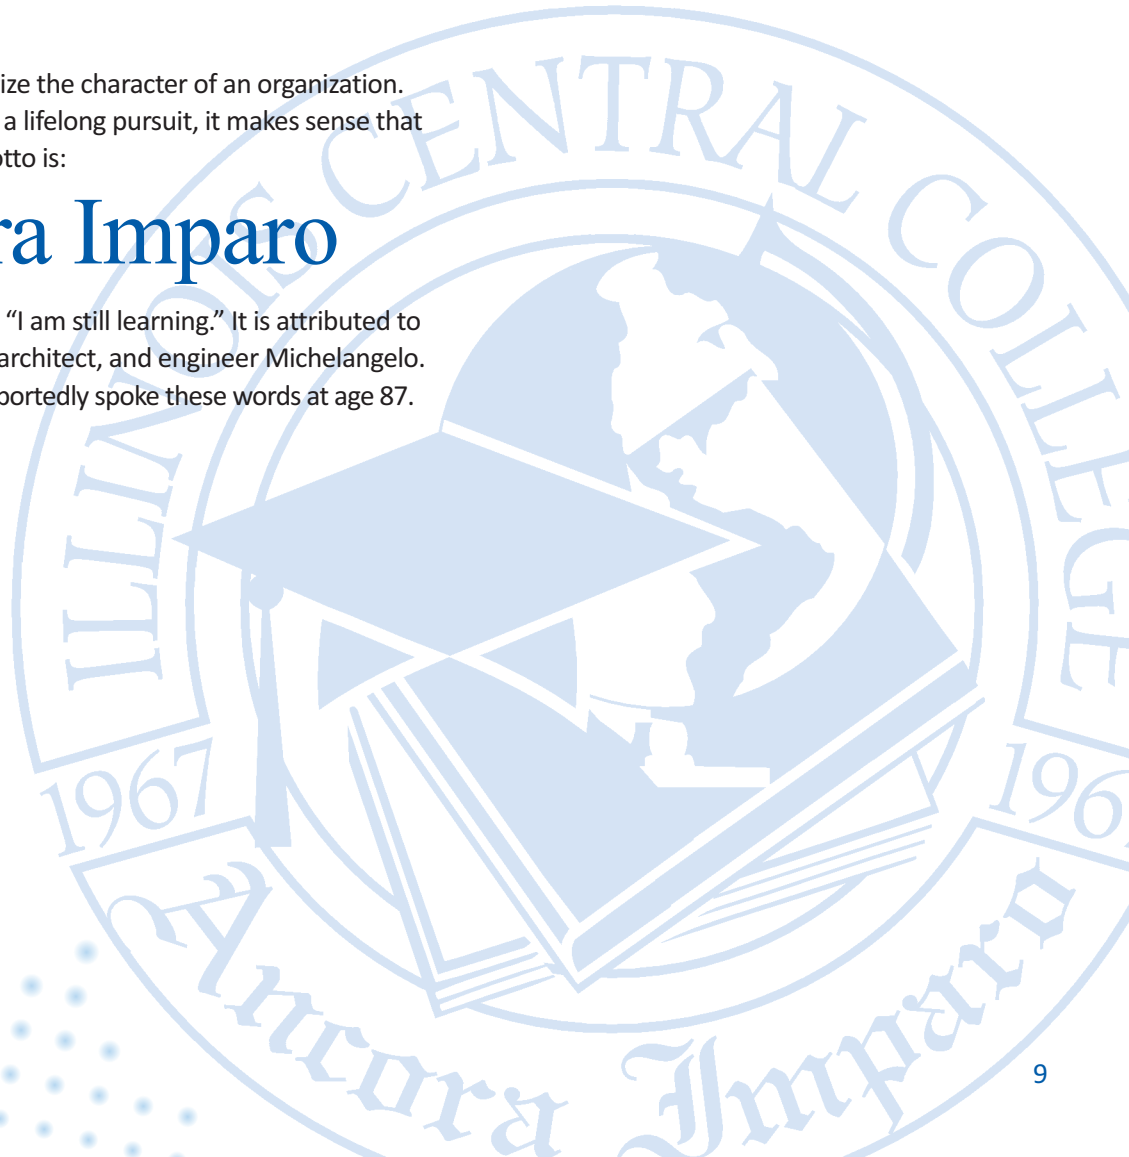 ize the character of an organization.
a lifelong pursuit, it makes sense that
otto is:
ra Imparo
“I am still learning.” It is attributed to
architect, and engineer Michelangelo.
portedly spoke these words at age 87.
ILLINOIS CENTRAL COLLEGE
1967
196
Ancora Imparo
9